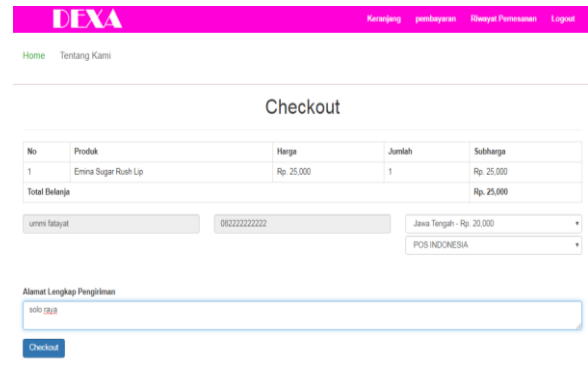 DEXA Keranjang pembayaran Riwayat Pemesanan Logout
Home Tentang Kami
Checkout
No Produk Harga Jumlah Subharga
1 Emina Sugar Rush Lip Rp. 25,000 1 Rp. 25,000
Total Belanja Rp. 25,000
ummi fatayat 082222222222 Jawa Tengah - Rp. 20,000
POS INDONESIA
Alamat Lengkap Pengiriman
solo raya
Checkout